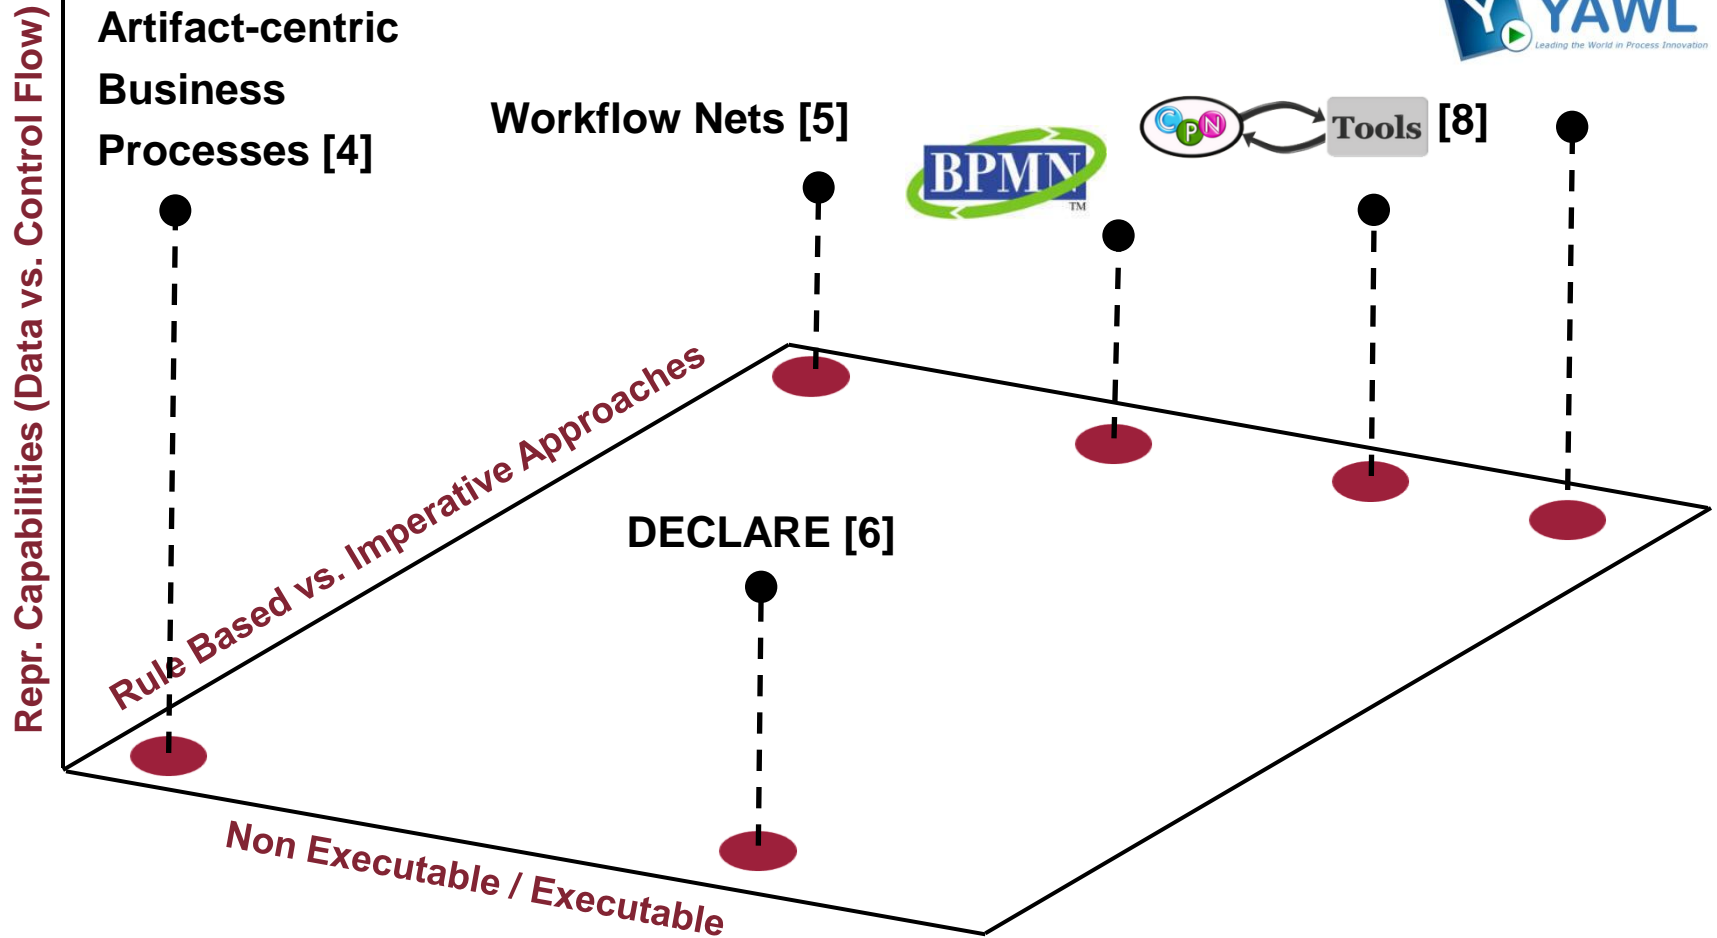 Repr. Capabilities (Data vs. Control Flow)
Artifact-centric
Business
Processes [4]
Workflow Nets [5]
BPMN
TM
CPN
Tools
[8]
YAWL
Leading the World in Process Innovation
Rule Based vs. Imperative Approaches
DECLARE [6]
Non Executable / Executable